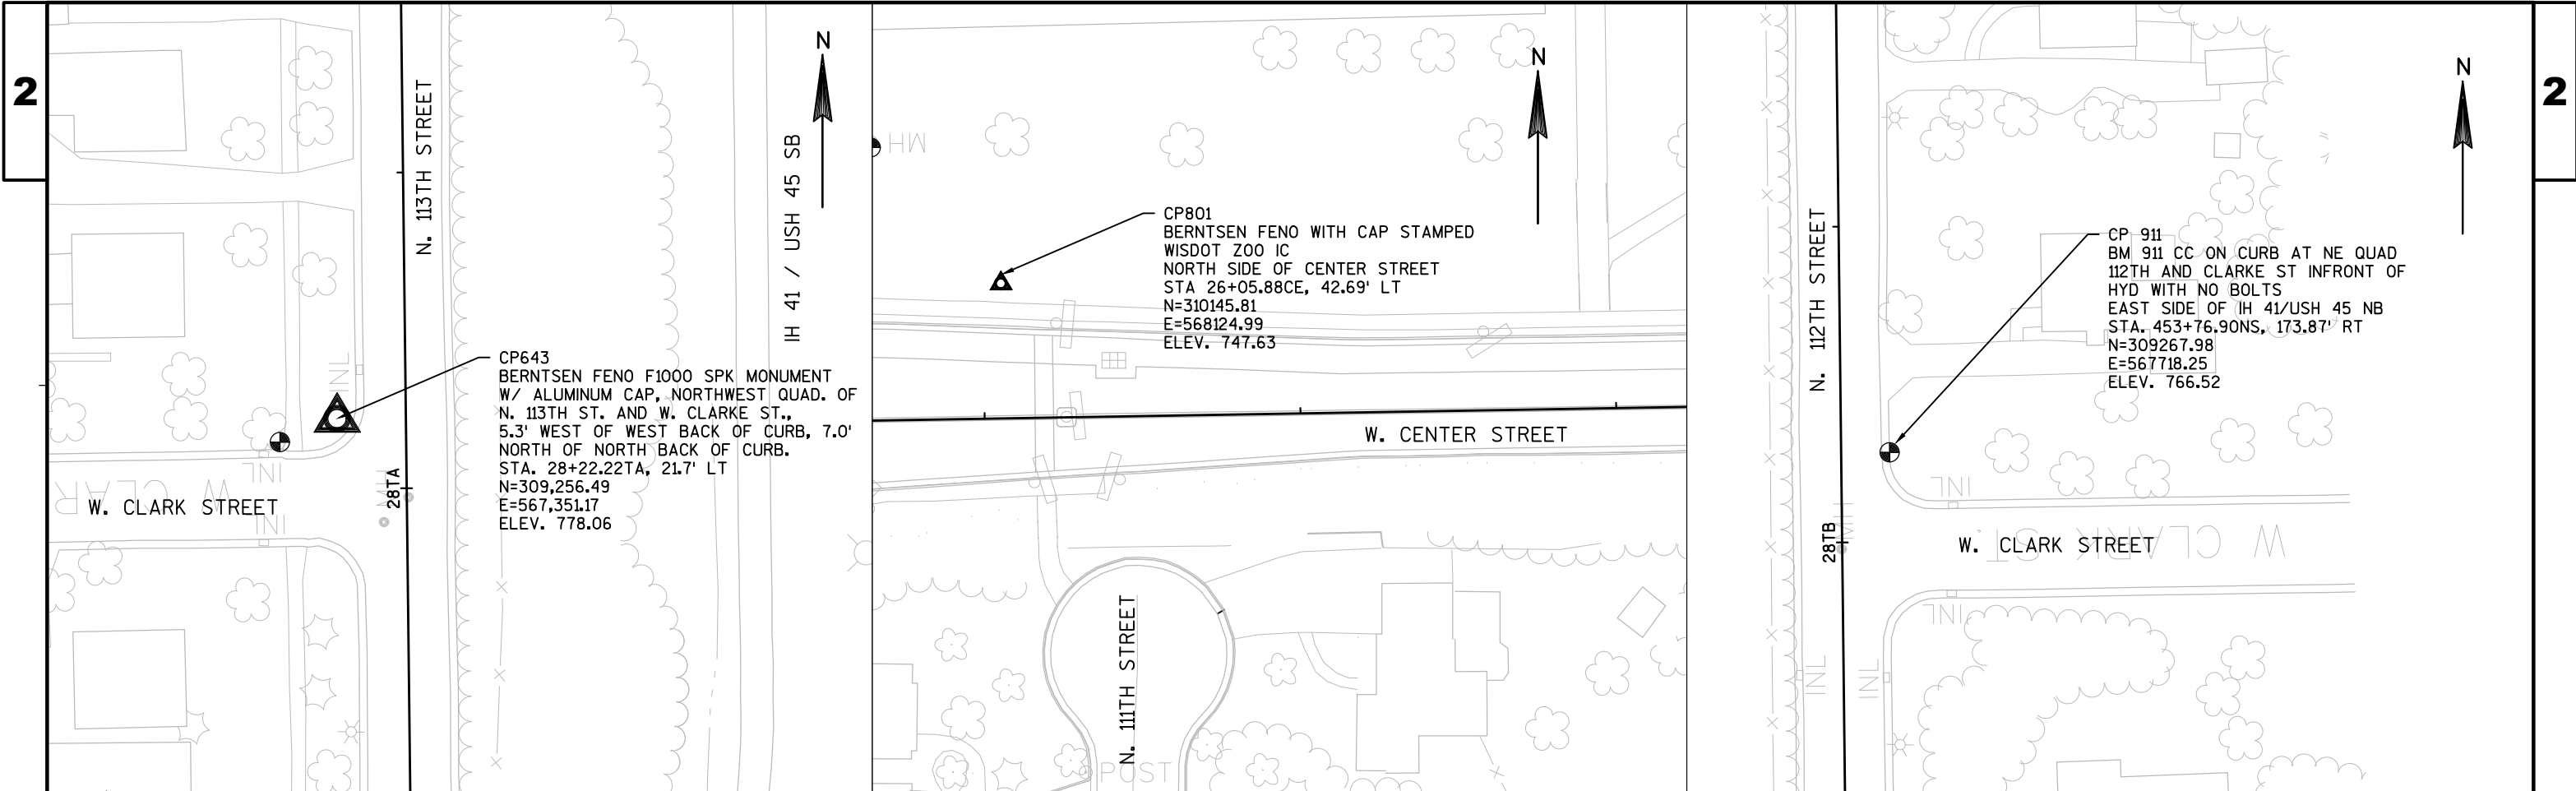 2
N. 113TH STREET
IH 41 / USH 45 SB
N
INL
CP643
BERNTSEN FENO F1000 SPK MONUMENT
W/ ALUMINUM CAP, NORTHWEST QUAD. OF
N. 113TH ST. AND W. CLARKE ST.,
5.3' WEST OF WEST BACK OF CURB, 7.0'
NORTH OF NORTH BACK OF CURB.
STA. 28+22.22TA, 21.7' LT
N=309,256.49
E=567,351.17
ELEV. 778.06
INL
W CLAR
W. CLARK STREET
INL
28TA
N
MH
CP801
BERNTSEN FENO WITH CAP STAMPED
WISDOT ZOO IC
NORTH SIDE OF CENTER STREET
STA 26+05.88CE, 42.69' LT
N=310145.81
E=568124.99
ELEV. 747.63
W. CENTER STREET
N. 111TH STREET
POST
N
N. 112TH STREET
CP 911
BM 911 CC ON CURB AT NE QUAD
112TH AND CLARKE ST INFRONT OF
HYD WITH NO BOLTS
EAST SIDE OF IH 41/USH 45 NB
STA. 453+76.90NS, 173.87' RT
N=309267.98
E=567718.25
ELEV. 766.52
INL
28TB
W CLARK ST.
W. CLARK STREET
INL
INL
INL
2